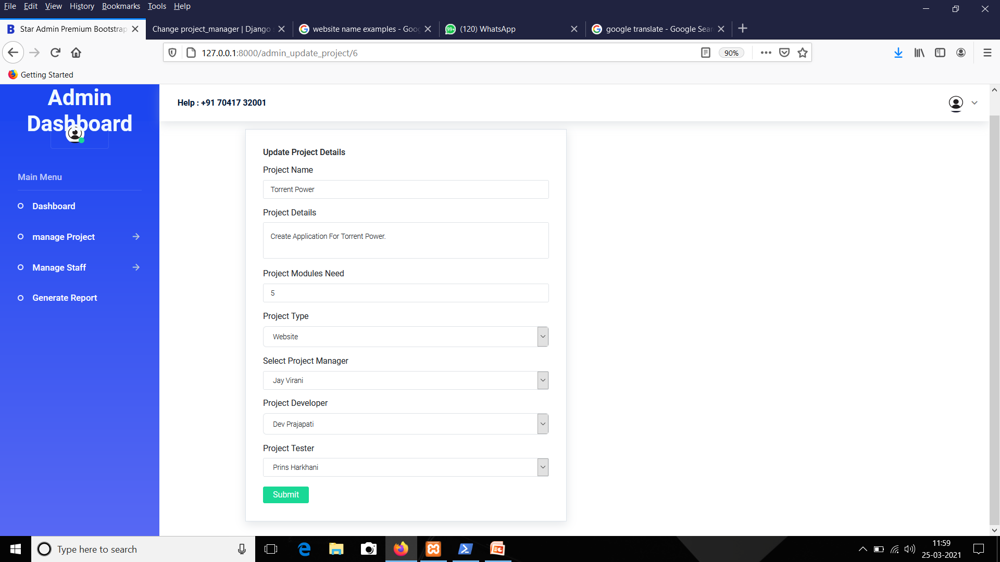 File Edit View History Bookmarks Tools Help
Star Admin Premium Bootstrap
Change project_manager | Django
website name examples - Goog
(120) WhatsApp
google translate - Google Sear
127.0.0.1:8000/admin_update_project/6
90%
Getting Started
Admin
Dashboard
Help : +91 70417 32001
Main Menu
Dashboard
manage Project
Manage Staff
Generate Report
Update Project Details
Project Name
Torrent Power
Project Details
Create Application For Torrent Power.
Project Modules Need
5
Project Type
Website
Select Project Manager
Jay Virani
Project Developer
Dev Prajapati
Project Tester
Prins Harkhani
Submit
Type here to search
11:59
25-03-2021